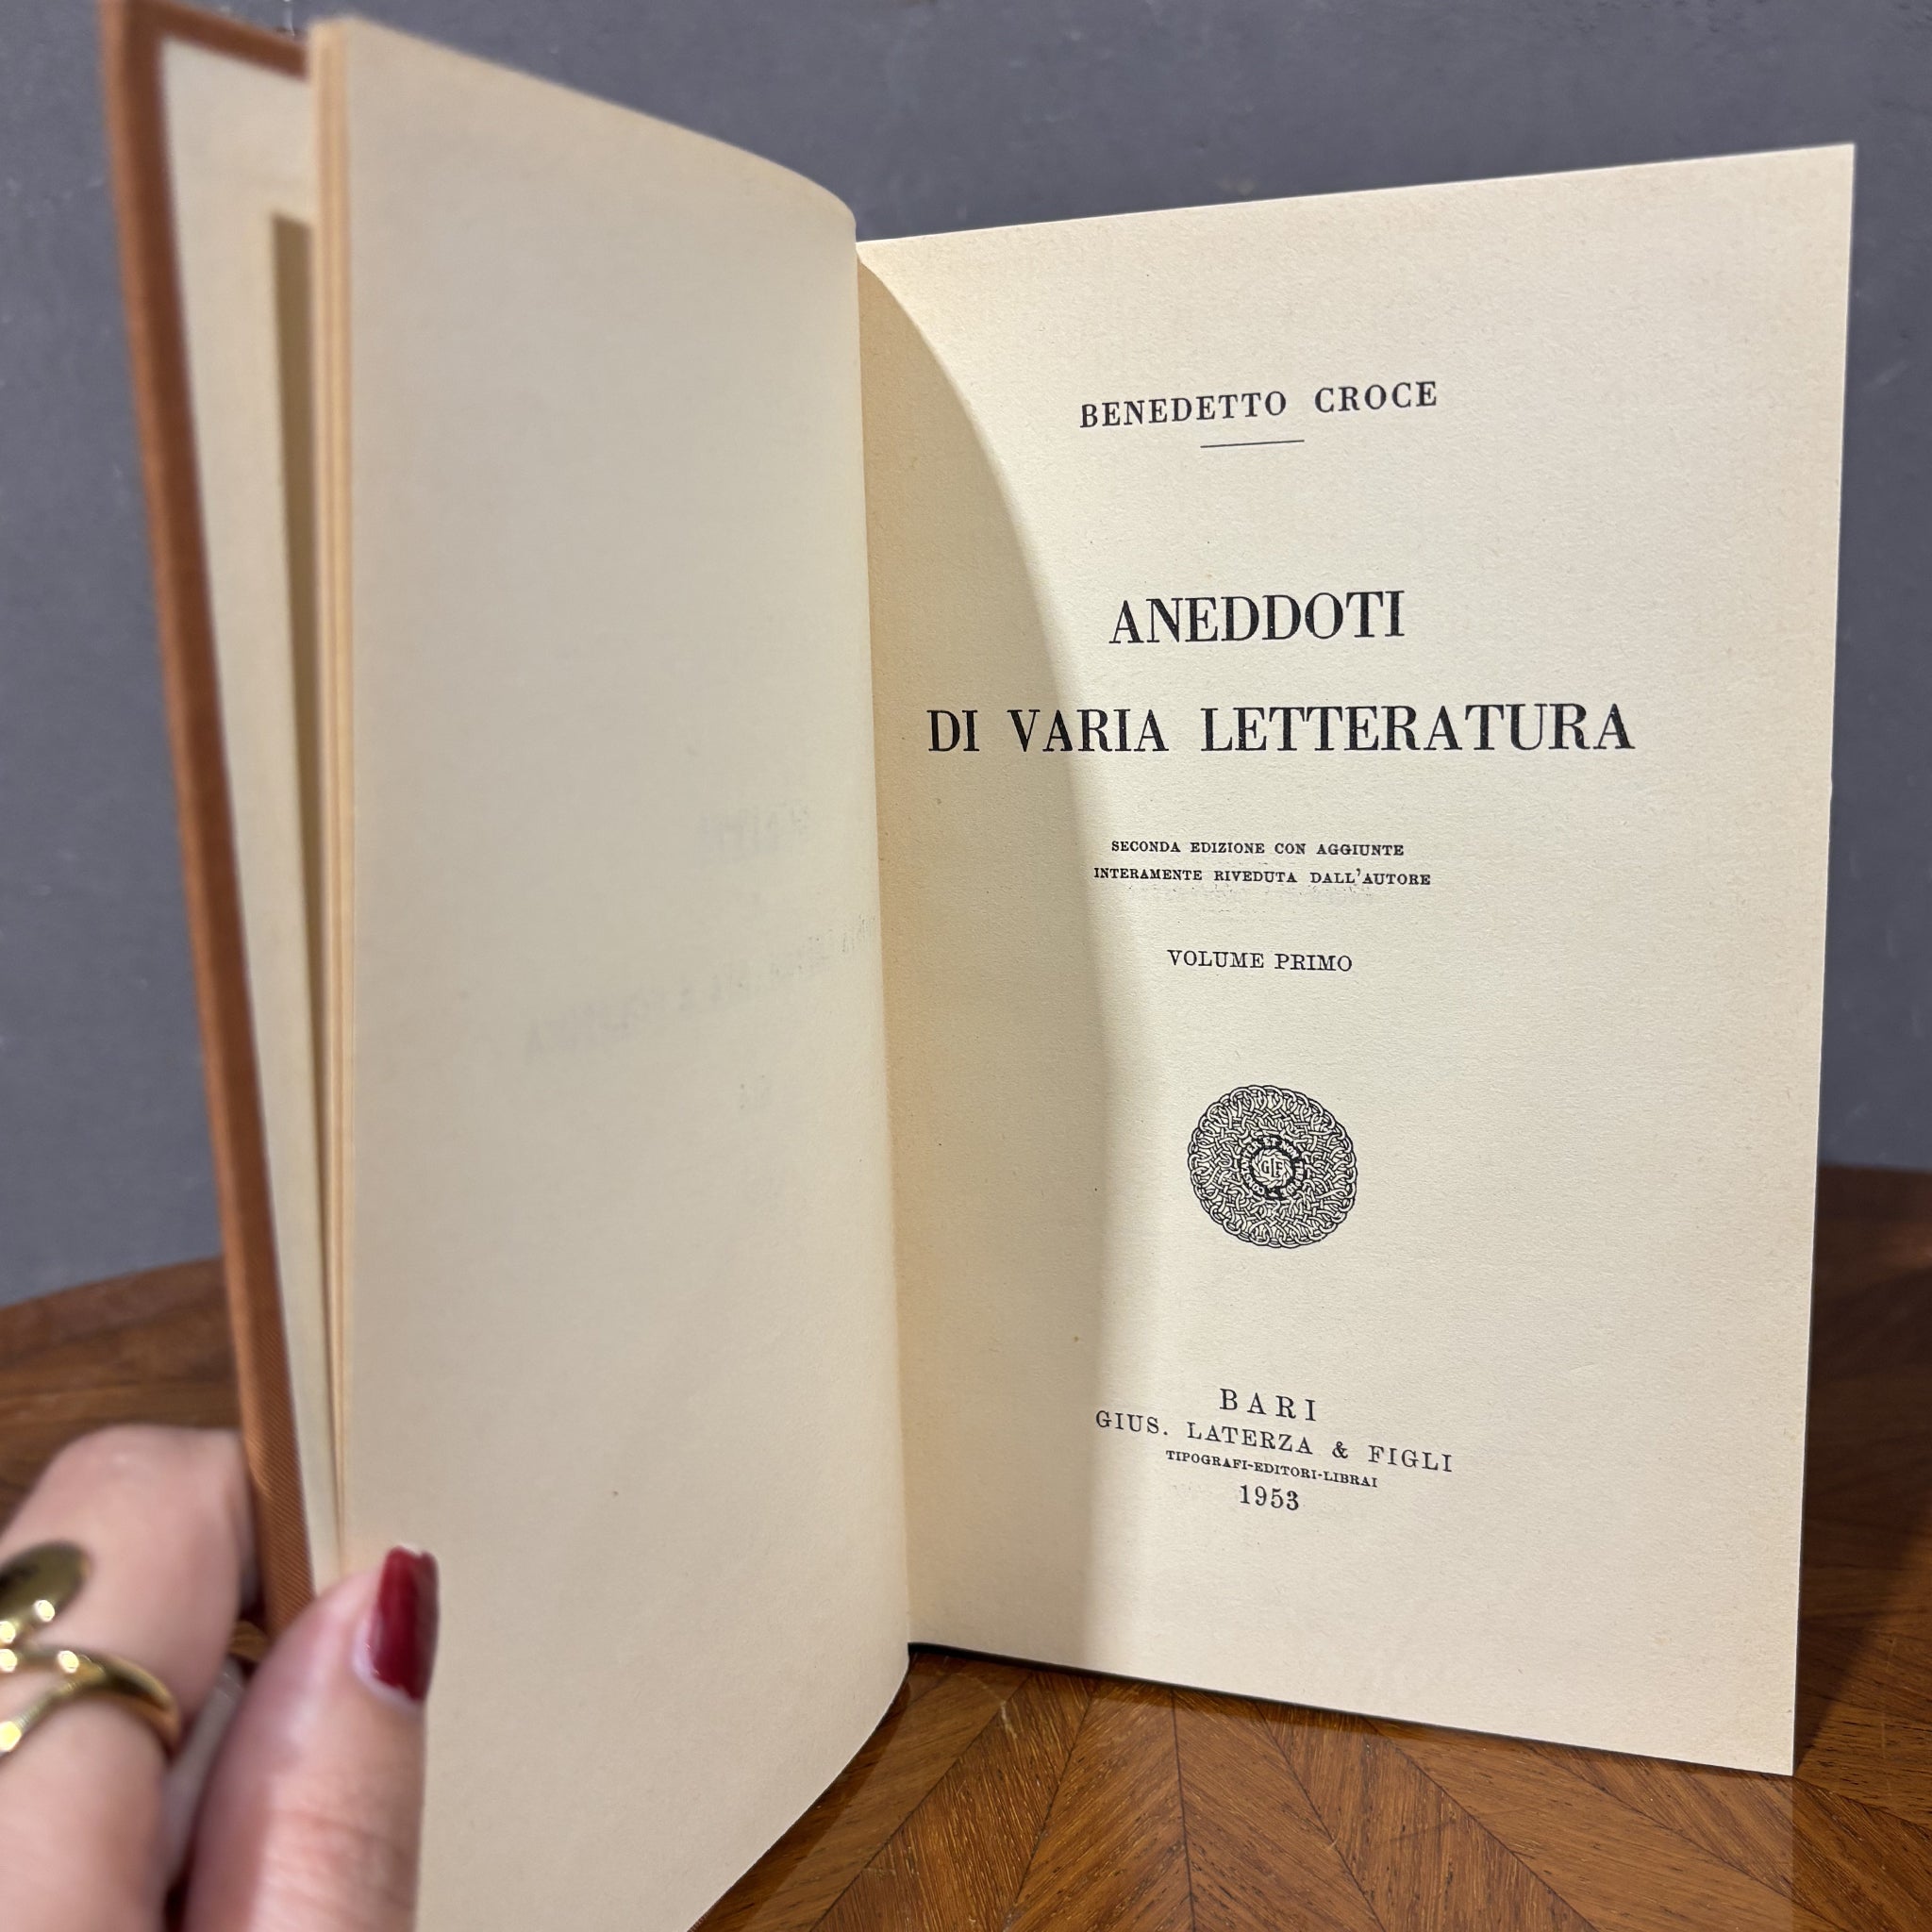 BENEDETTO CROCE
ANEDDOTI
DI VARIA LETTERATURA
SECONDA EDIZIONE CON AGGIUNTE
INTERAMENTE RIVEDUTA DALL'AUTORE
VOLUME PRIMO
BARI
GIUS. LATERZA & FIGLI
TIPOGRAFI-EDITORI-LIBRAI
1953